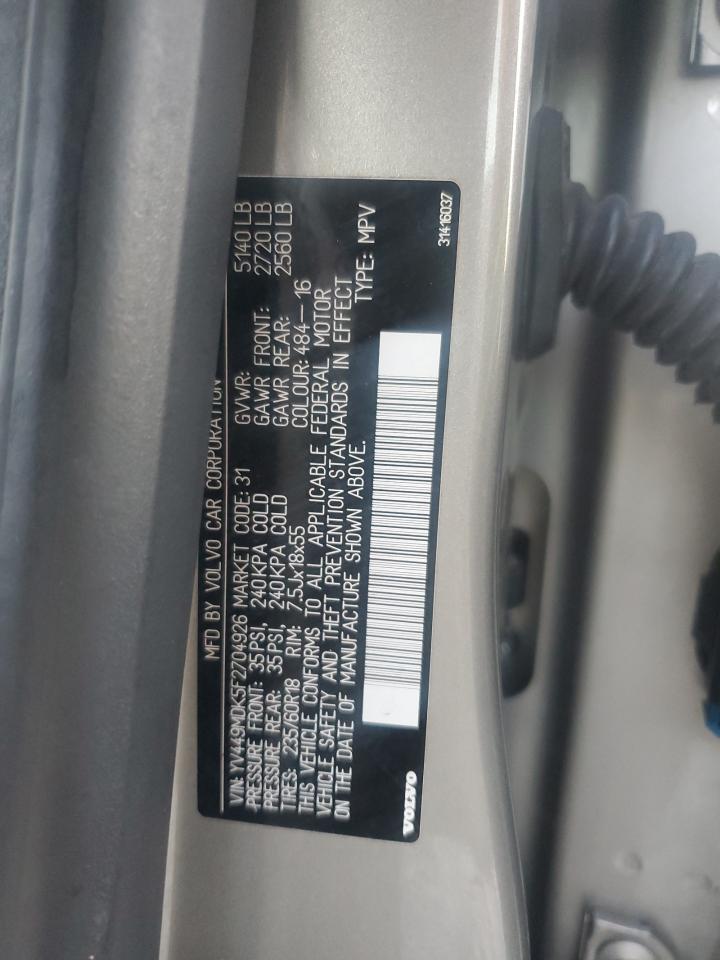 MFD BY VOLVO CAR CORPORATION
VIN: YV449MDK5F2704926 MARKET CODE: 31 GVWR: 5140 LB
PRESSURE FRONT: 35PSI, 240KPA COLD GAWR FRONT: 2720 LB
PRESSURE REAR: 35PSI, 240KPA COLD GAWR REAR: 2560 LB
TIRES: 235/60R18 RIM: 7,5Jx18x55 COLOUR: 484-16
THIS VEHICLE CONFORMS TO ALL APPLICABLE FEDERAL MOTOR
VEHICLE SAFETY AND THEFT PREVENTION STANDARDS IN EFFECT
ON THE DATE OF MANUFACTURE SHOWN ABOVE. TYPE: MPV
VOLVO 31416037